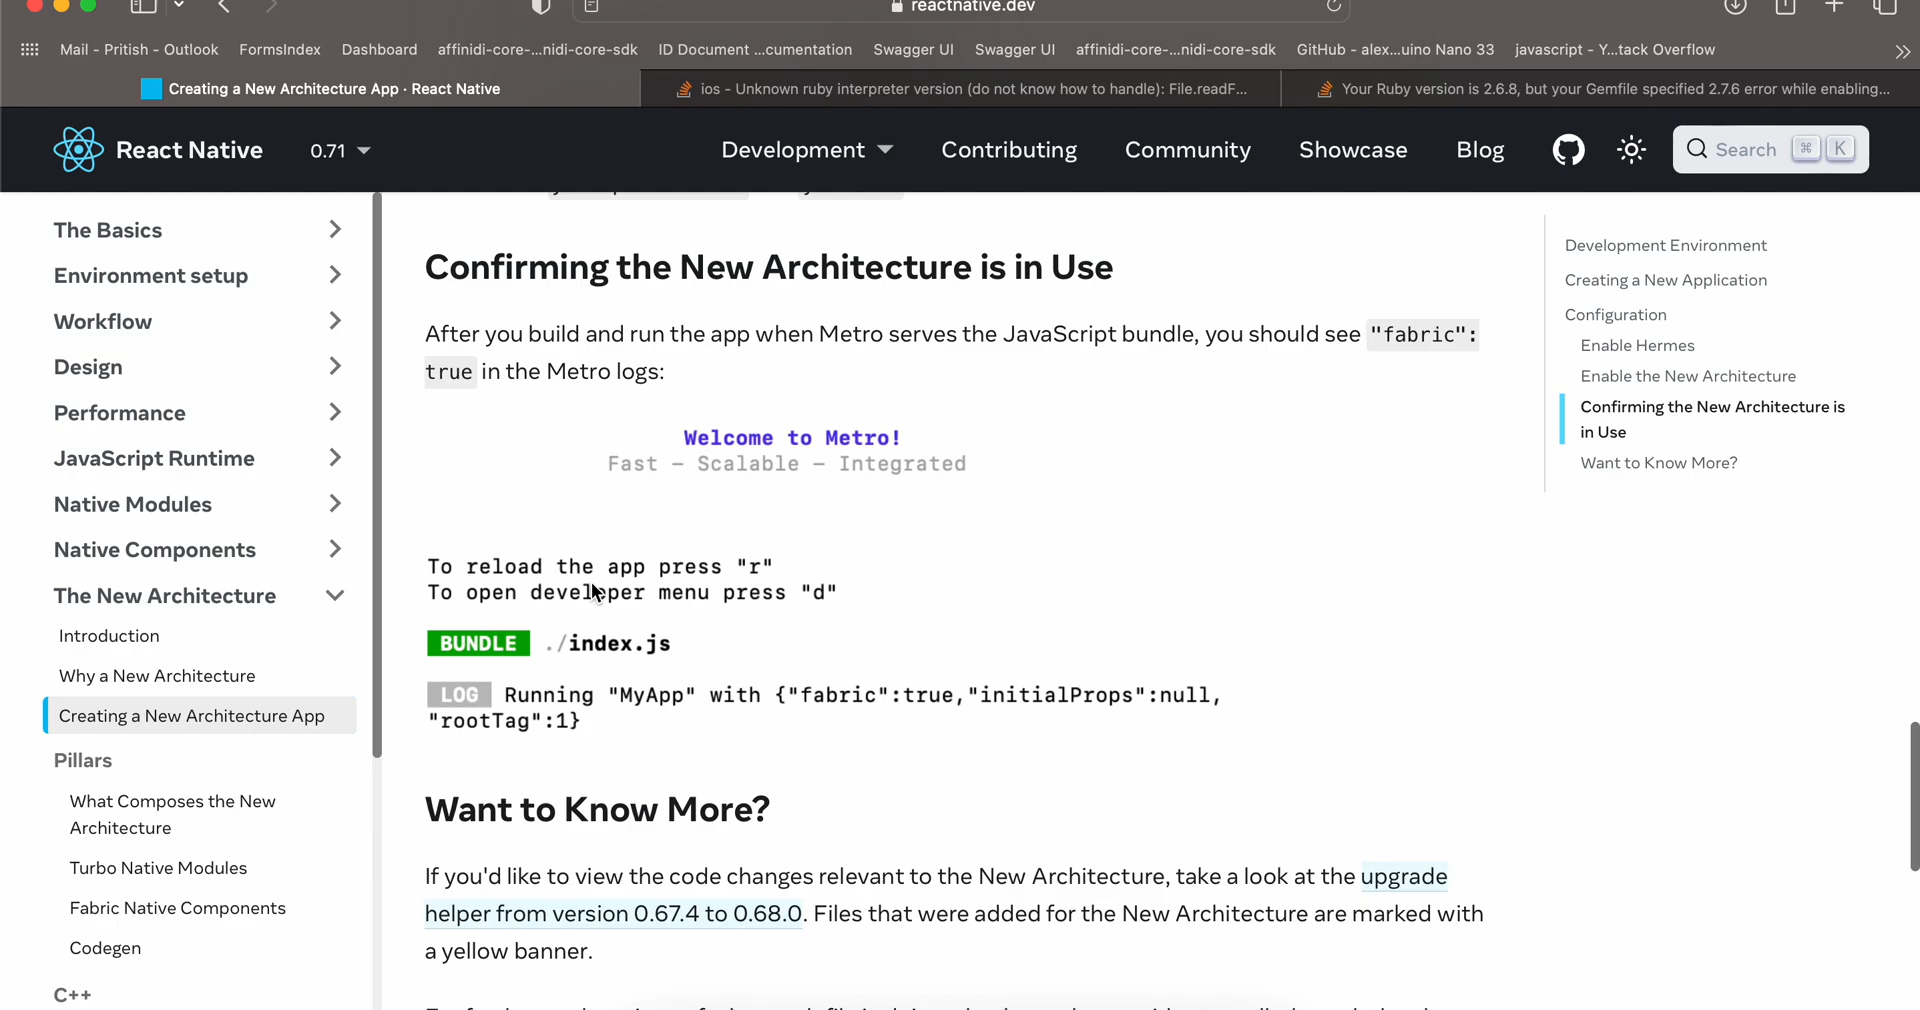 reactnative.dev
Mail - Pritish - Outlook FormsIndex Dashboard affinidi-core-...nidi-core-sdk ID Document ...cumentation Swagger UI Swagger UI affinidi-core-...nidi-core-sdk GitHub - alex...uino Nano 33 javascript - Y...tack Overflow
Creating a New Architecture App · React Native
ios - Unknown ruby interpreter version (do not know how to handle): File.readF...
Your Ruby version is 2.6.8, but your Gemfile specified 2.7.6 error while enabling...
React Native 0.71 Development Contributing Community Showcase Blog Search ⌘ K
The Basics
Environment setup
Workflow
Design
Performance
JavaScript Runtime
Native Modules
Native Components
The New Architecture
Introduction
Why a New Architecture
Creating a New Architecture App
Pillars
What Composes the New
Architecture
Turbo Native Modules
Fabric Native Components
Codegen
C++
Confirming the New Architecture is in Use
After you build and run the app when Metro serves the JavaScript bundle, you should see "fabric":
true in the Metro logs:
Welcome to Metro!
Fast - Scalable - Integrated
To reload the app press "r"
To open developer menu press "d"
BUNDLE ./index.js
LOG Running "MyApp" with {"fabric":true,"initialProps":null,
"rootTag":1}
Want to Know More?
If you'd like to view the code changes relevant to the New Architecture, take a look at the upgrade
helper from version 0.67.4 to 0.68.0. Files that were added for the New Architecture are marked with
a yellow banner.
Development Environment
Creating a New Application
Configuration
Enable Hermes
Enable the New Architecture
Confirming the New Architecture is
in Use
Want to Know More?